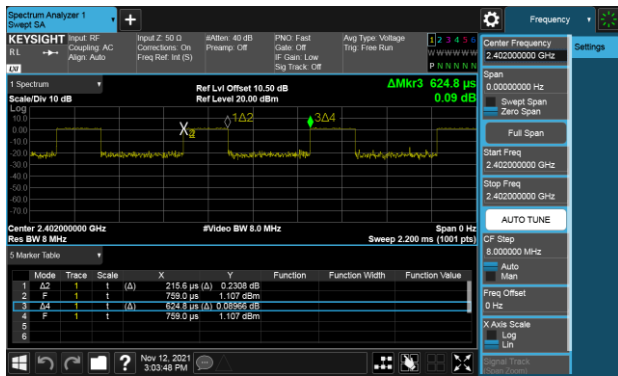 Spectrum Analyzer 1
Swept SA
+
Frequency
KEYSIGHT Input: RF Input Z: 50 Ω #Atten: 40 dB PNO: Fast Avg Type: Voltage 1 2 3 4 5 6
RL Coupling: AC Corrections: On Preamp: Off Gate: Off Trig: Free Run W W W W W W
Align: Auto Freq Ref: Int (S) IF Gain: Low P N N N N N
Sig Track: Off
LXI
1 Spectrum
Ref Lvl Offset 10.50 dB ΔMkr3 624.8 µs
Scale/Div 10 dB Ref Level 20.00 dBm 0.09 dB
Log
10.0
0.00
-10.0
-20.0
-30.0
-40.0
-50.0
-60.0
-70.0
X2
1Δ2
3Δ4
Center 2.402000000 GHz #Video BW 8.0 MHz Span 0 Hz
Res BW 8 MHz Sweep 2.200 ms (1001 pts)
5 Marker Table
Mode Trace Scale X Y Function Function Width Function Value
1 Δ2 1 t (Δ) 215.6 µs (Δ) 0.2308 dB
2 F 1 t 759.0 µs 1.107 dBm
3 Δ4 1 t (Δ) 624.8 µs (Δ) 0.08966 dB
4 F 1 t 759.0 µs 1.107 dBm
5
6
?
Nov 12, 2021
3:03:48 PM
Center Frequency
2.402000000 GHz
Settings
Span
0.00000000 Hz
Swept Span
Zero Span
Full Span
Start Freq
2.402000000 GHz
Stop Freq
2.402000000 GHz
AUTO TUNE
CF Step
8.000000 MHz
Auto
Man
Freq Offset
0 Hz
X Axis Scale
Log
Lin
Signal Track
(Span Zoom)